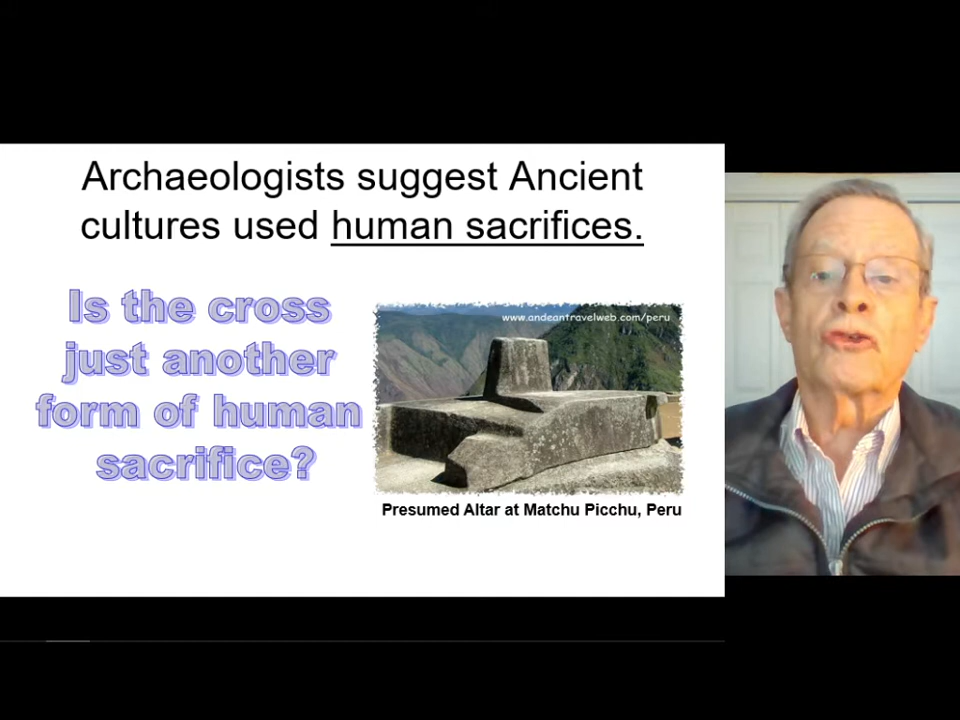 Archaeologists suggest Ancient
cultures used human sacrifices.
Is the cross
just another
form of human
sacrifice?
www.andeantravelweb.com/peru
Presumed Altar at Matchu Picchu, Peru